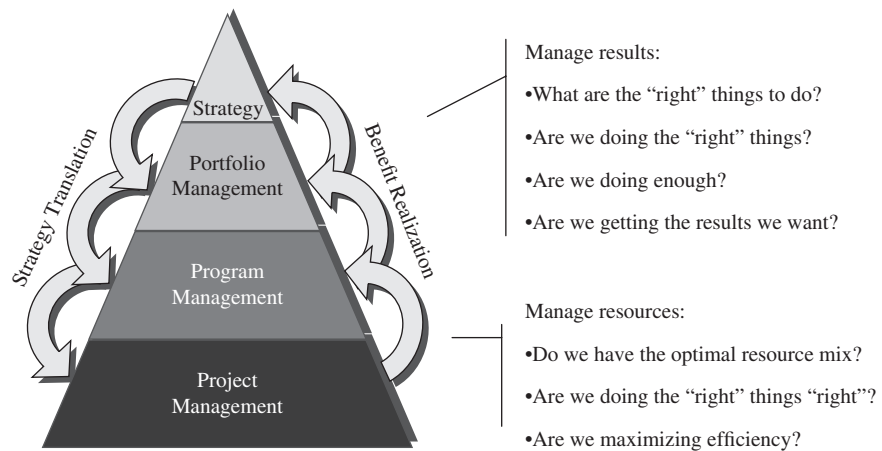 Strategy
Portfolio
Management
Program
Management
Project
Management
Strategy Translation
Benefit Realization
Manage results:
•What are the “right” things to do?
•Are we doing the “right” things?
•Are we doing enough?
•Are we getting the results we want?
Manage resources:
•Do we have the optimal resource mix?
•Are we doing the “right” things “right”?
•Are we maximizing efficiency?